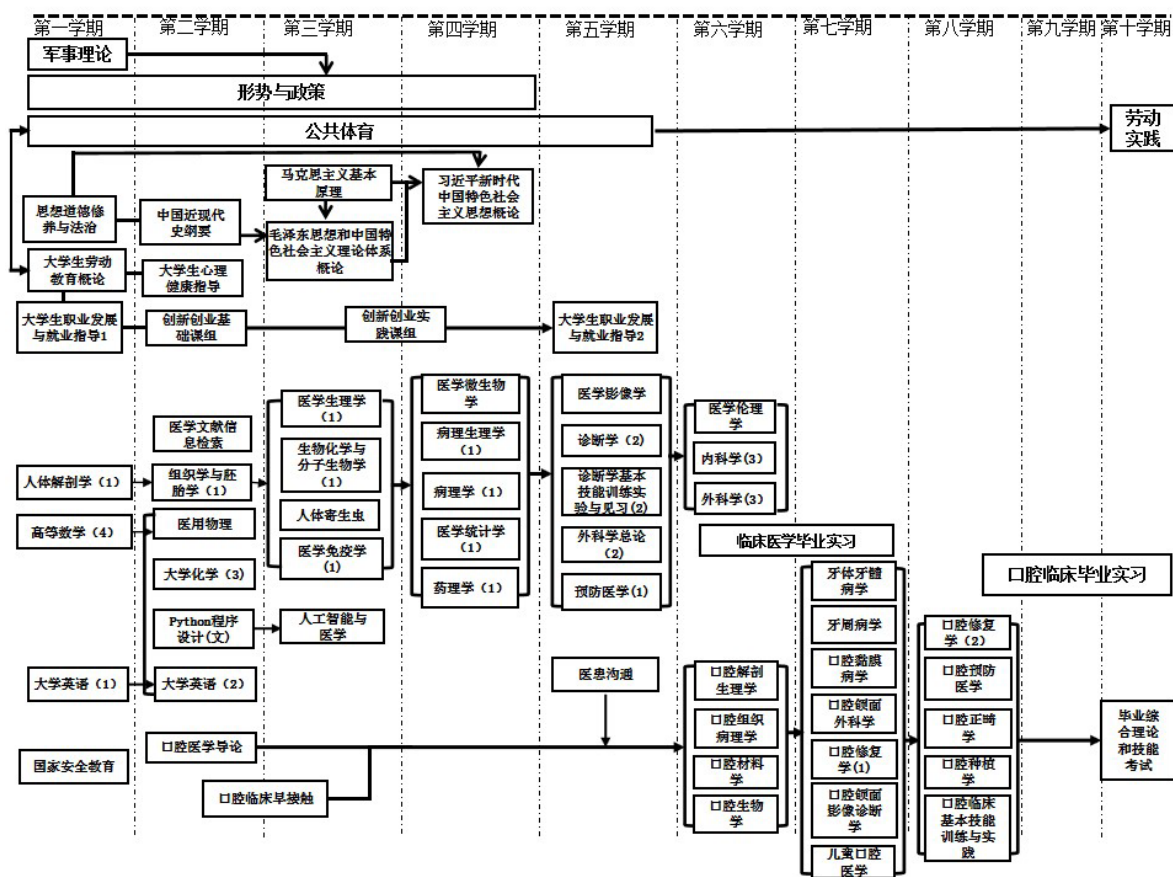 第一学期
第二学期
第三学期
第四学期
第五学期
第六学期
第七学期
第八学期
第九学期
第十学期
军事理论
形势与政策
公共体育
劳动
实践
思想道德修
养与法治
中国近现代
史纲要
马克思主义基本
原理
毛泽东思想和中国特
色社会主义理论体系
概论
习近平新时代
中国特色社会
主义思想概论
大学生劳动
教育概论
大学生心理
健康指导
大学生职业发展
与就业指导1
创新创业基
础课组
创新创业实
践课组
大学生职业发展
与就业指导2
人体解剖学（1）
高等数学（4）
大学英语（1）
国家安全教育
医学文献信
息检索
组织学与胚
胎学（1）
医用物理
大学化学（3）
Python程序
设计(文)
大学英语（2）
口腔医学导论
口腔临床早接触
医学生理学
（1）
生物化学与
分子生物学
（1）
人体寄生虫
医学免疫学
(1)
人工智能与
医学
医学微生物
学
病理生理学
（1）
病理学（1）
医学统计学
（1）
药理学（1）
医学影像学
诊断学（2）
诊断学基本
技能训练实
验与见习(2)
外科学总论
（2）
预防医学(1)
医患沟通
医学伦理
学
内科学(3)
外科学(3)
临床医学毕业实习
口腔解剖
生理学
口腔组织
病理学
口腔材料
学
口腔生物
学
牙体牙髓
病学
牙周病学
口腔黏膜
病学
口腔颌面
外科学
口腔修复
学(1)
口腔颌面
影像诊断
学
儿童口腔
医学
口腔修复
学（2）
口腔预防
医学
口腔正畸
学
口腔种植
学
口腔临床
基本技能
训练与实
践
口腔临床毕业实习
毕业综
合理论
和技能
考试